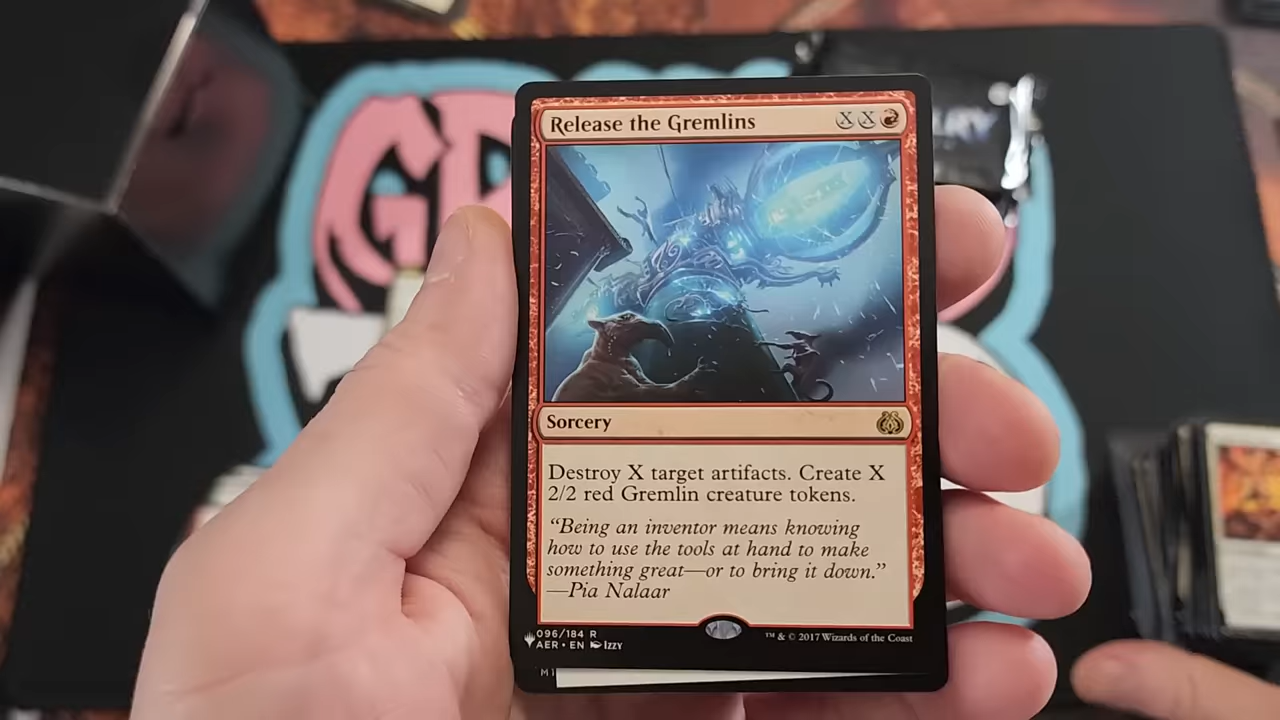 Release the Gremlins XX
Sorcery
Destroy X target artifacts. Create X
2/2 red Gremlin creature tokens.
“Being an inventor means knowing
how to use the tools at hand to make
something great—or to bring it down.”
—Pia Nalaar
096/184 R
AER • EN Izzy
™ & © 2017 Wizards of the Coast
M1